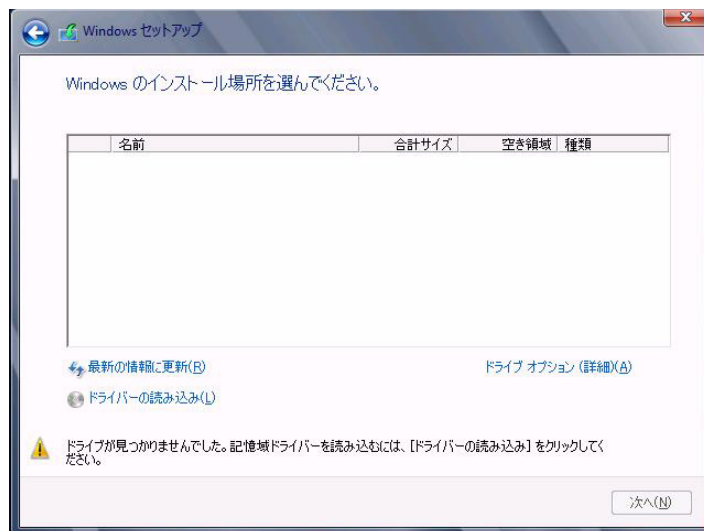 Windows セットアップ
Windows のインストール場所を選んでください。
名前 合計サイズ 空き領域 種類
最新の情報に更新(R) ドライブ オプション (詳細)(A)
ドライバーの読み込み(L)
ドライブが見つかりませんでした。記憶域ドライバーを読み込むには、[ドライバーの読み込み] をクリックしてく
ださい。
次へ(N)